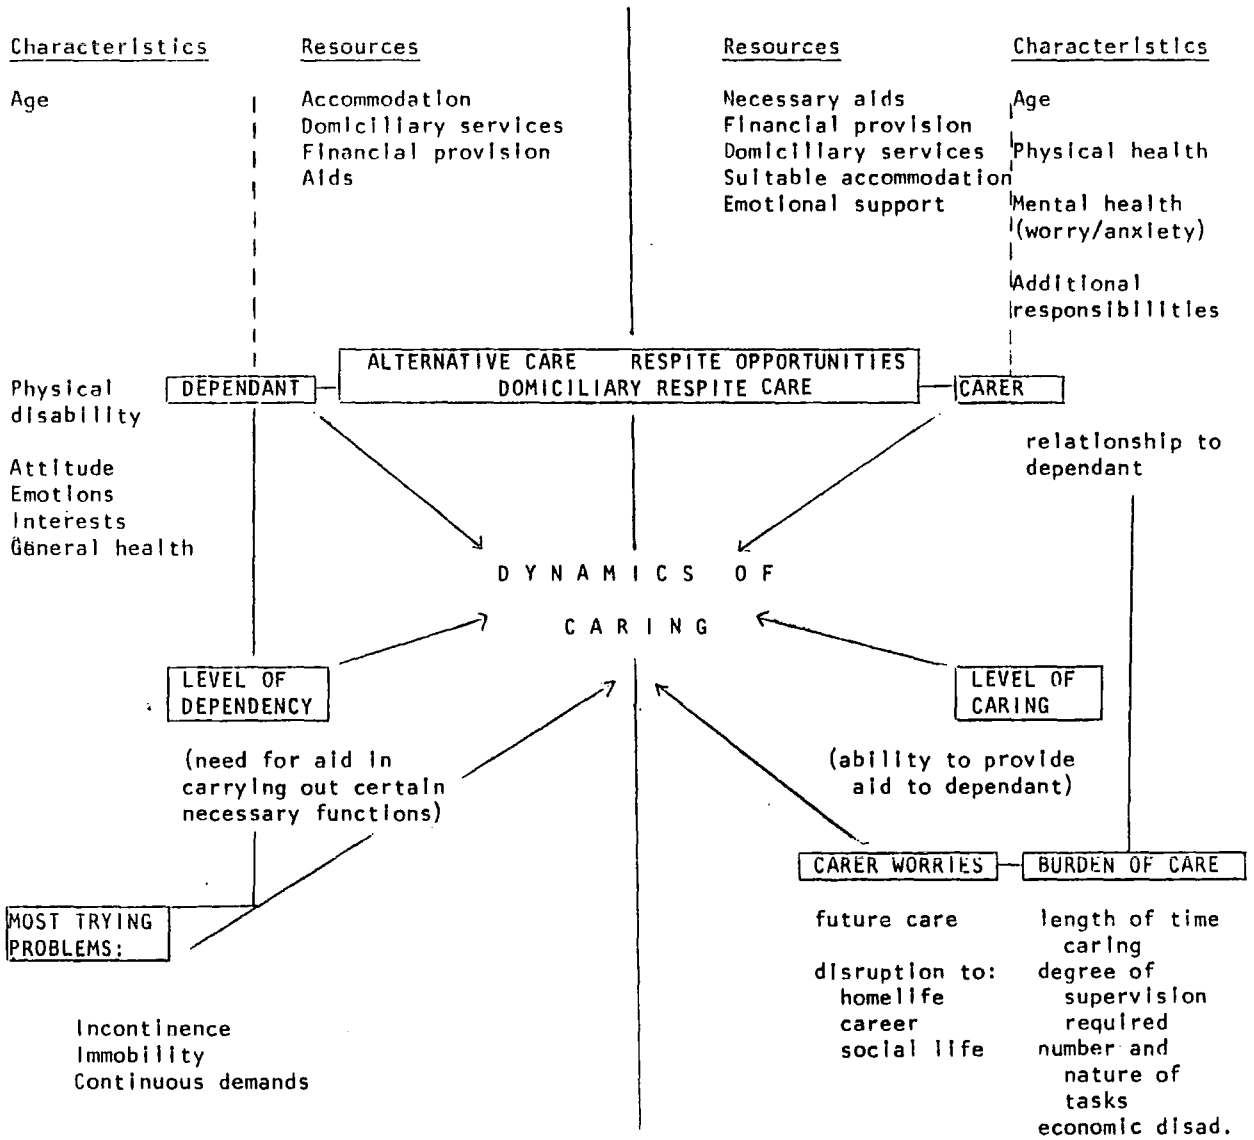 Characteristics
Resources
Age
Accommodation
Domiciliary services
Financial provision
Aids
Resources
Characteristics
Necessary aids
Financial provision
Domiciliary services
Suitable accommodation
Emotional support
Age
Physical health
Mental health
(worry/anxiety)
Additional
responsibilities
ALTERNATIVE CARE RESPITE OPPORTUNITIES
DOMICILIARY RESPITE CARE
DEPENDANT
CARER
Physical
disability
Attitude
Emotions
Interests
General health
relationship to
dependant
DYNAMICS OF
CARING
LEVEL OF
DEPENDENCY
(need for aid in
carrying out certain
necessary functions)
LEVEL OF
CARING
(ability to provide
aid to dependant)
MOST TRYING
PROBLEMS:
Incontinence
Immobility
Continuous demands
CARER WORRIES
future care
disruption to:
homelife
career
social life
BURDEN OF CARE
length of time
caring
degree of
supervision
required
number and
nature of
tasks
economic disad.